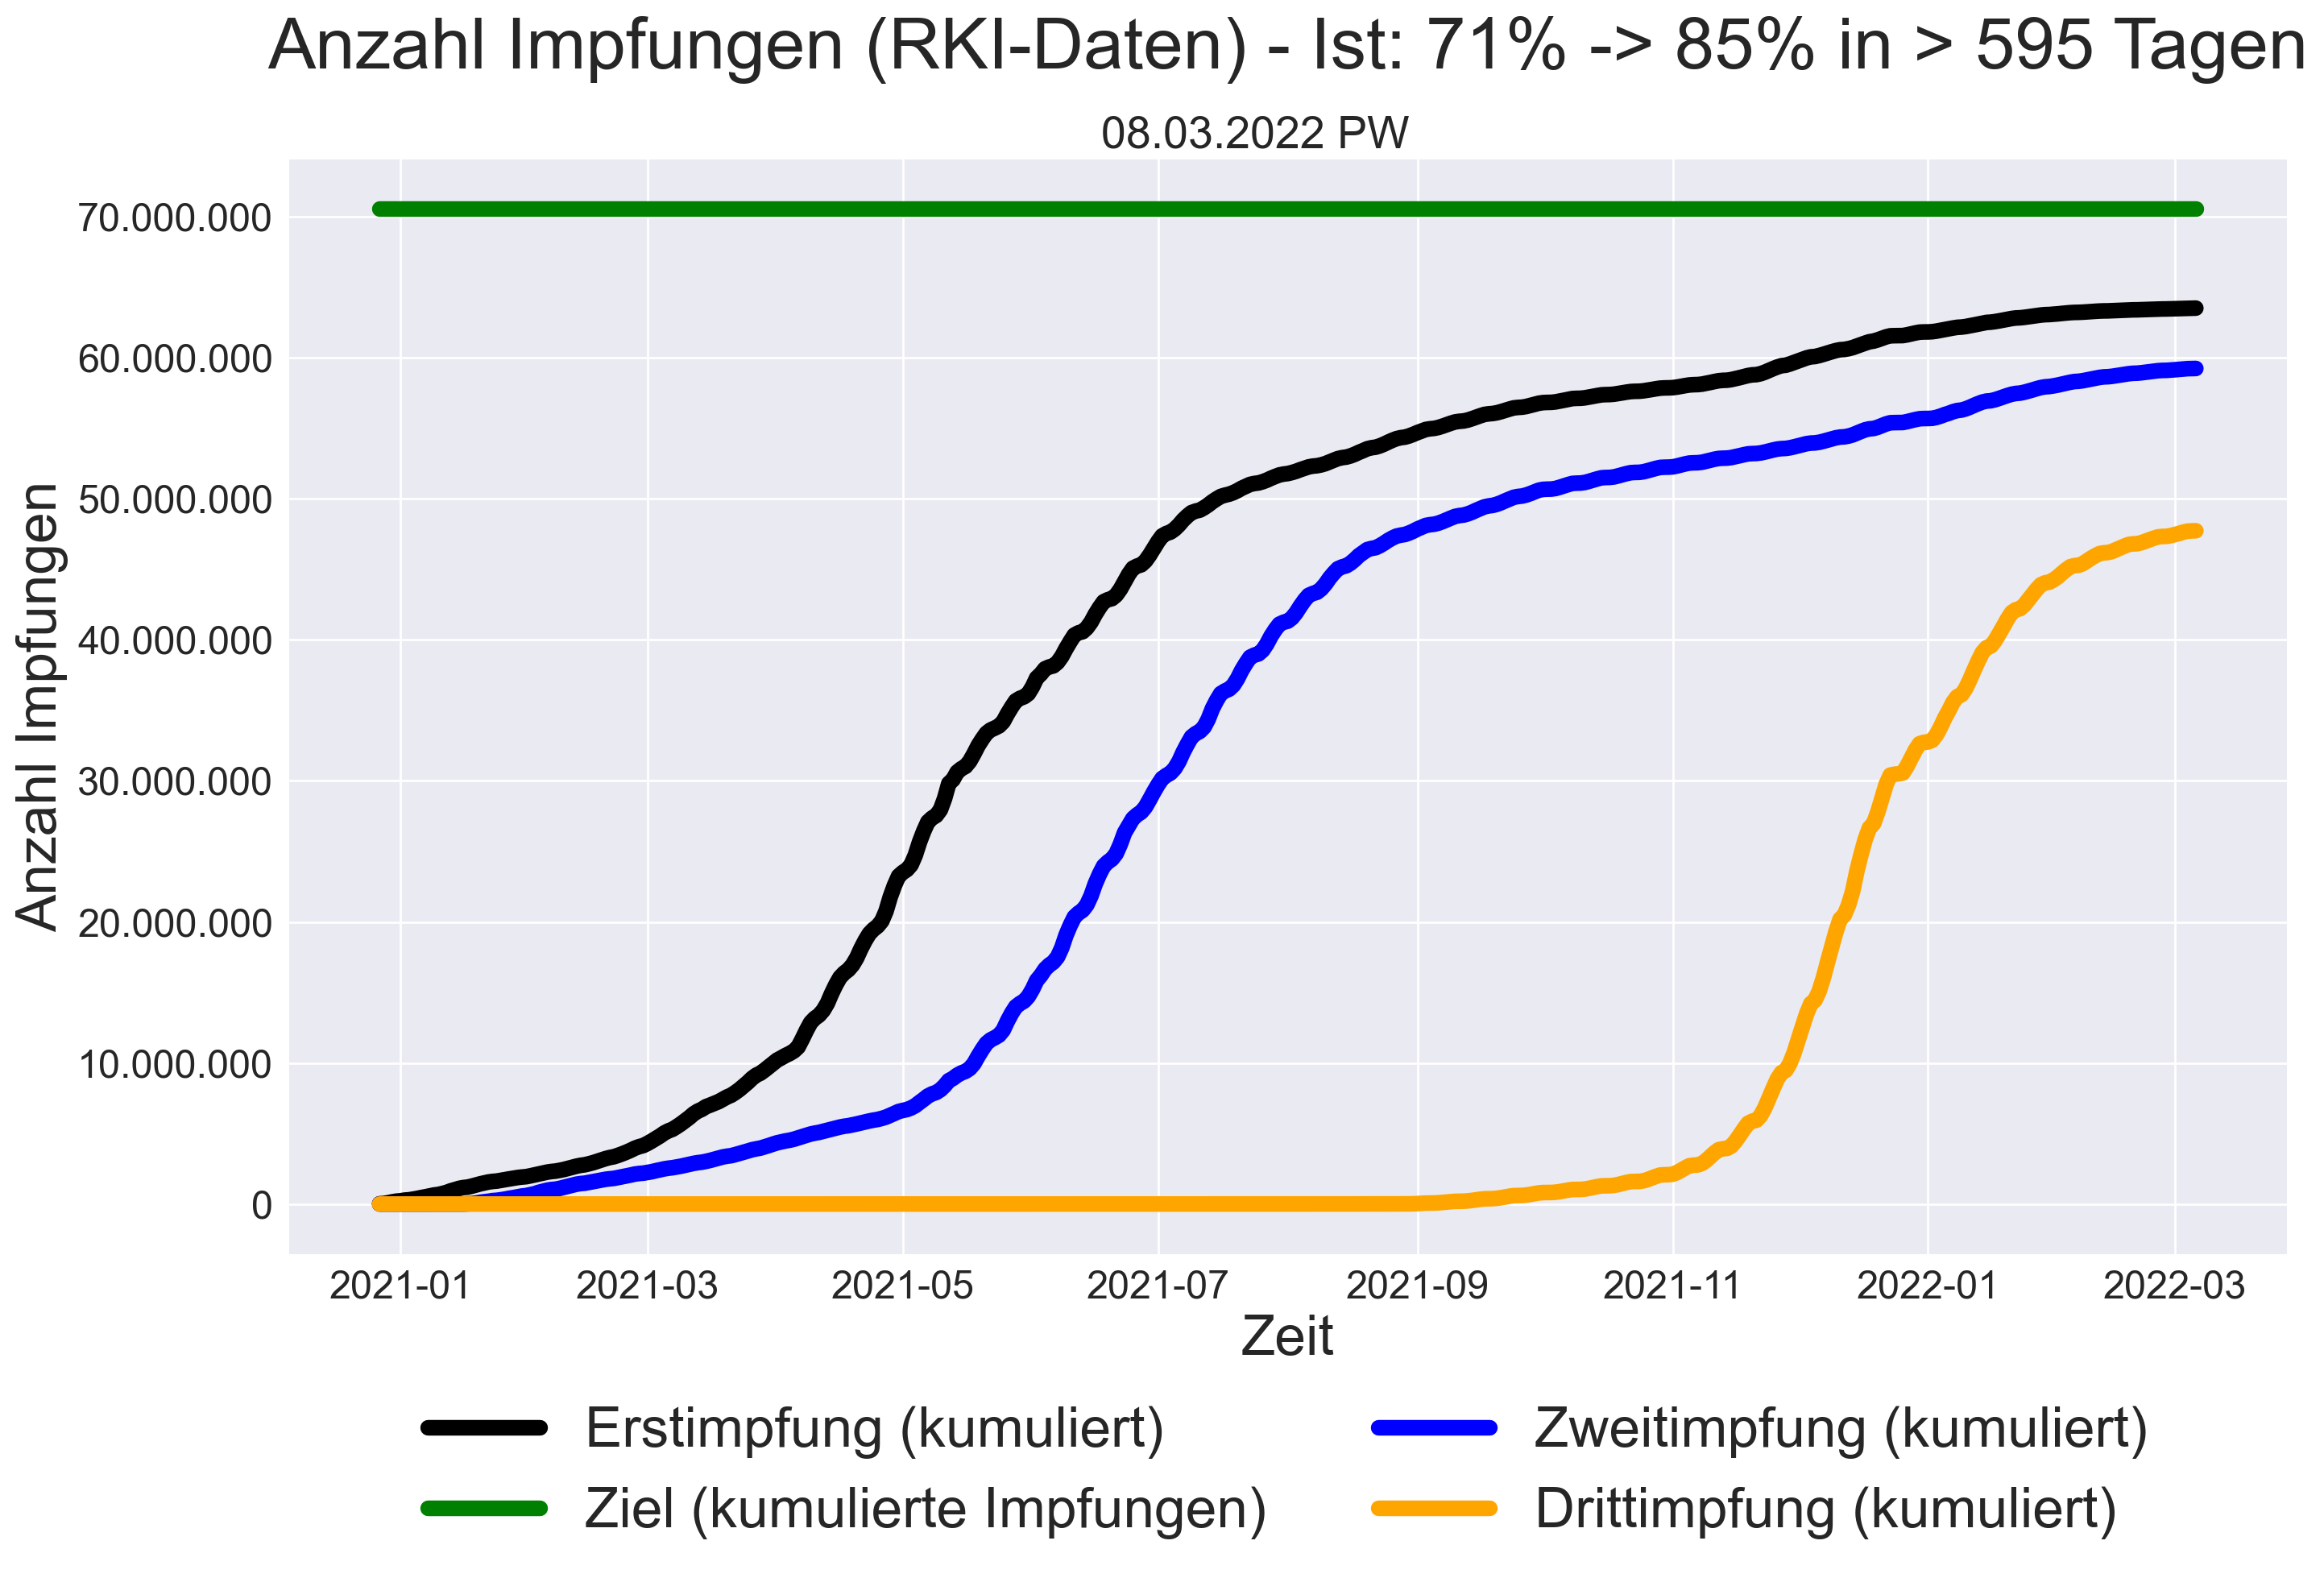 Anzahl Impfungen (RKI-Daten) - Ist: 71% -> 85% in > 595 Tagen
08.03.2022 PW
Anzahl Impfungen
70.000.000
60.000.000
50.000.000
40.000.000
30.000.000
20.000.000
10.000.000
0
2021-01 2021-03 2021-05 2021-07 2021-09 2021-11 2022-01 2022-03
Zeit
Erstimpfung (kumuliert) Zweitimpfung (kumuliert)
Ziel (kumulierte Impfungen) Drittimpfung (kumuliert)